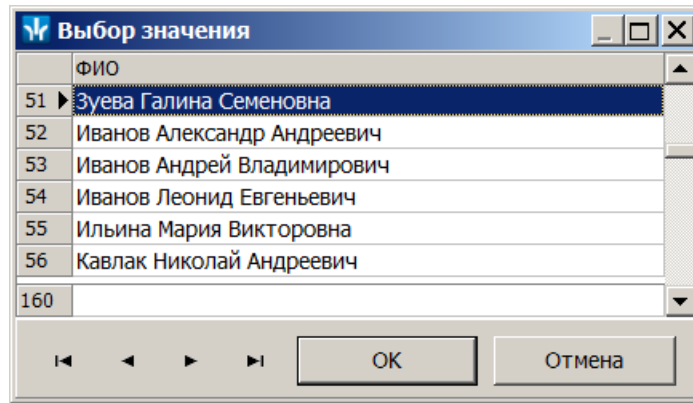 Выбор значения
ФИО
51 Зуева Галина Семеновна
52 Иванов Александр Андреевич
53 Иванов Андрей Владимирович
54 Иванов Леонид Евгеньевич
55 Ильина Мария Викторовна
56 Кавлак Николай Андреевич
160
OK Отмена